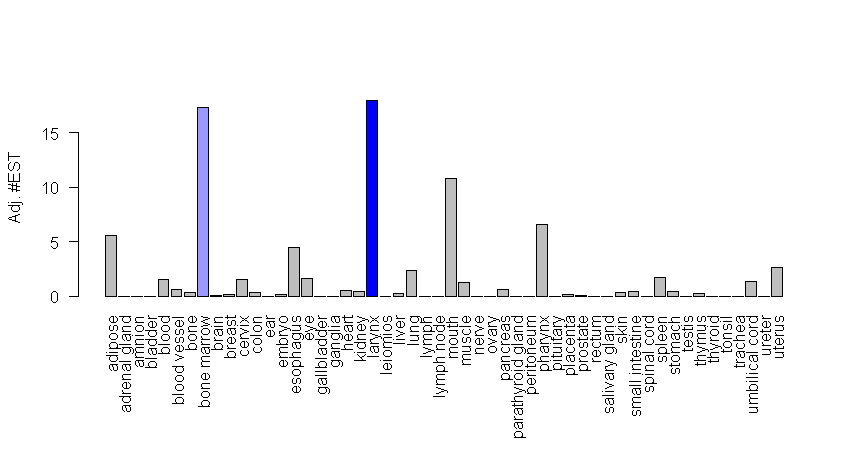 Adj. #EST
15
10
5
0
adipose
adrenal gland
amnion
bladder
blood
blood vessel
bone
bone marrow
brain
breast
cervix
colon
ear
embryo
esophagus
eye
gallbladder
ganglia
heart
kidney
larynx
leiomios
liver
lung
lymph
lymph node
mouth
muscle
nerve
ovary
pancreas
parathyroid gland
peritoneum
pharynx
pituitary
placenta
prostate
rectum
salivary gland
skin
small intestine
spinal cord
spleen
stomach
testis
thymus
thyroid
tonsil
trachea
umbilical cord
ureter
uterus